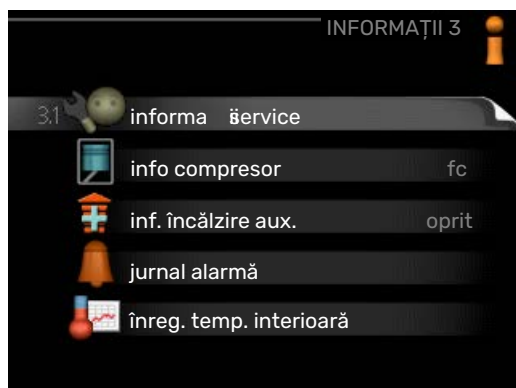 INFORMAȚII 3
3.1 informa service
info compresor fc
inf. încălzire aux. oprit
jurnal alarmă
înreg. temp. interioară